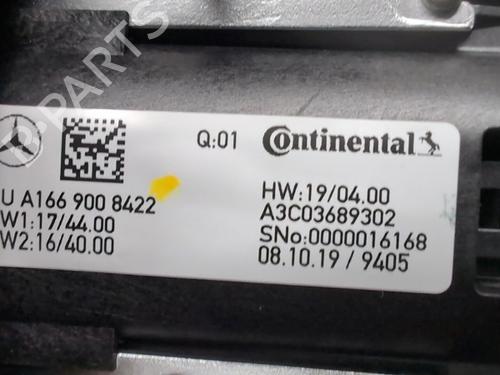 Q:01
Continental
U A166 900 8422
W1:17/44.00
W2:16/40.00
HW:19/04.00
A3C03689302
SNo:0000016168
08.10.19 / 9405
B-PARTS